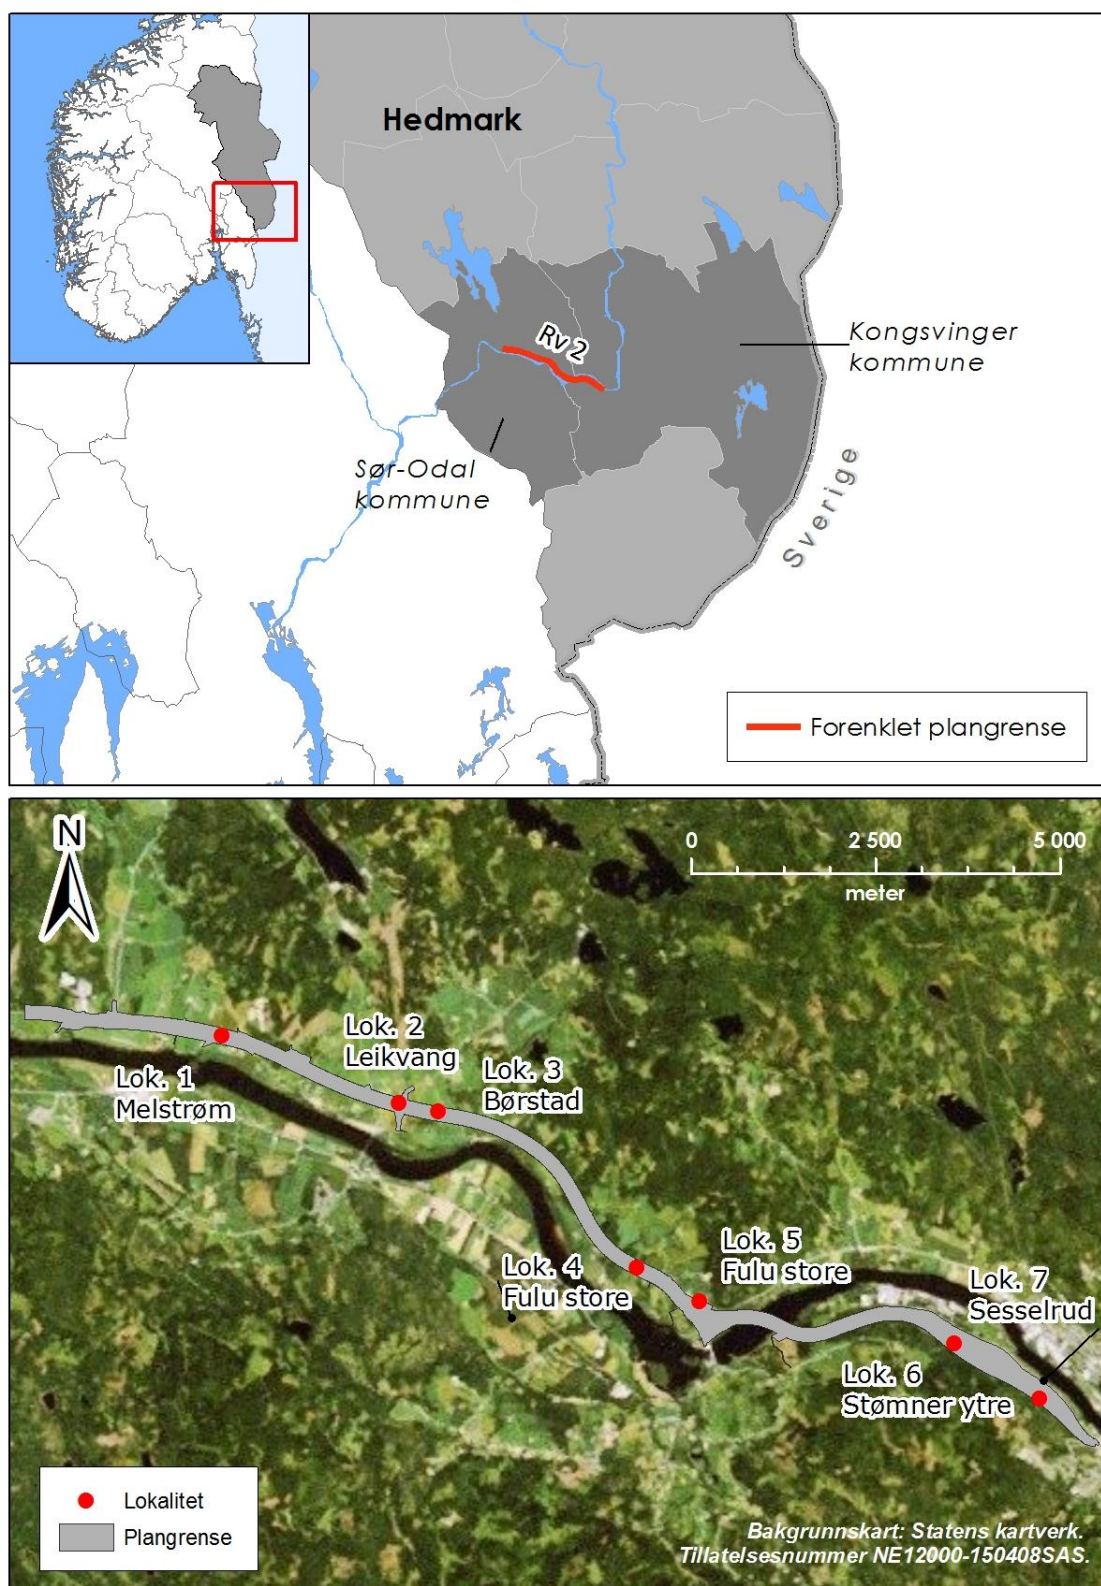 Hedmark
Rv 2
Kongsvinger
kommune
Sør-Odal
kommune
Sverige
Forenklet plangrense
N
0 2 500 5 000
meter
Lok. 1
Melstrøm
Lok. 2
Leikvang
Lok. 3
Børstad
Lok. 4
Fulu store
Lok. 5
Fulu store
Lok. 6
Stømner ytre
Lok. 7
Sesselrud
Lokalitet
Plangrense
Bakgrunnskart: Statens kartverk.
Tillatelsesnummer NE12000-150408SAS.